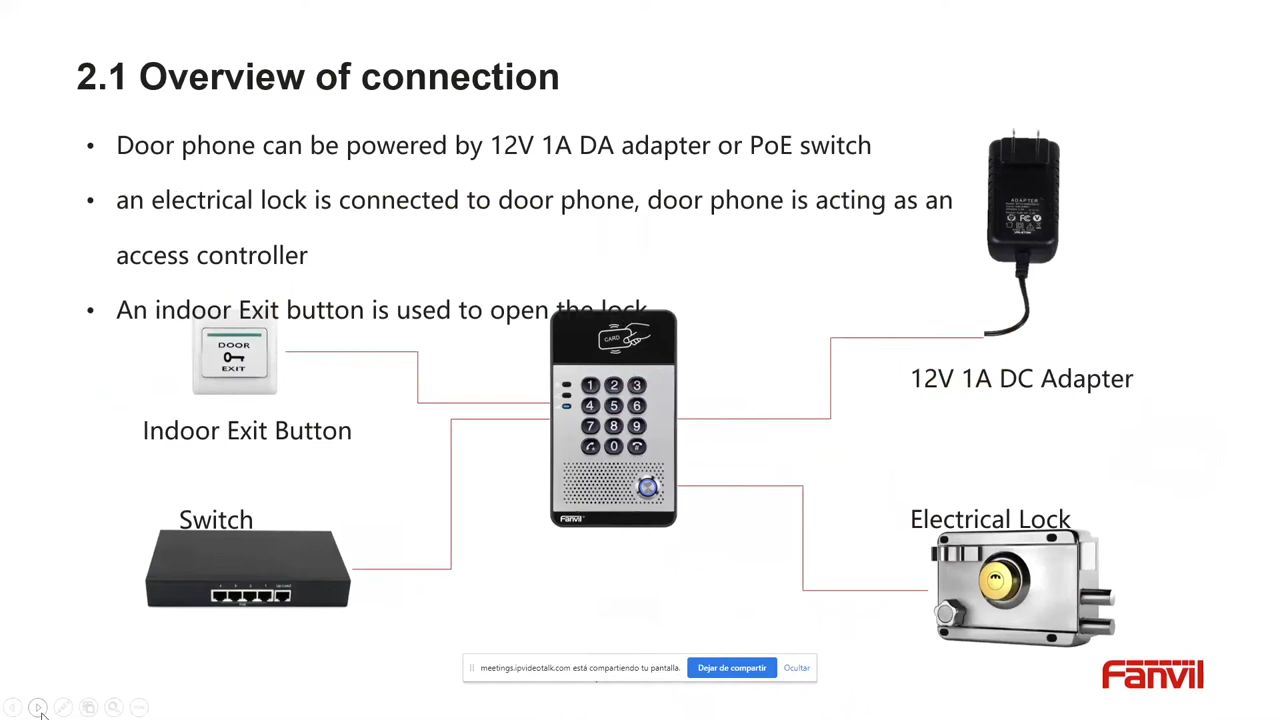 2.1 Overview of connection
• Door phone can be powered by 12V 1A DA adapter or PoE switch
• an electrical lock is connected to door phone, door phone is acting as an
access controller
• An indoor Exit button is used to open the lock
ADAPTER
DOOR
EXIT
CARD
1 2 3
4 5 6
7 8 9
0
Fanvil
12V 1A DC Adapter
Indoor Exit Button
Switch
Electrical Lock
meetings.ipvideotalk.com está compartiendo tu pantalla.
Dejar de compartir
Ocultar
Fanvil